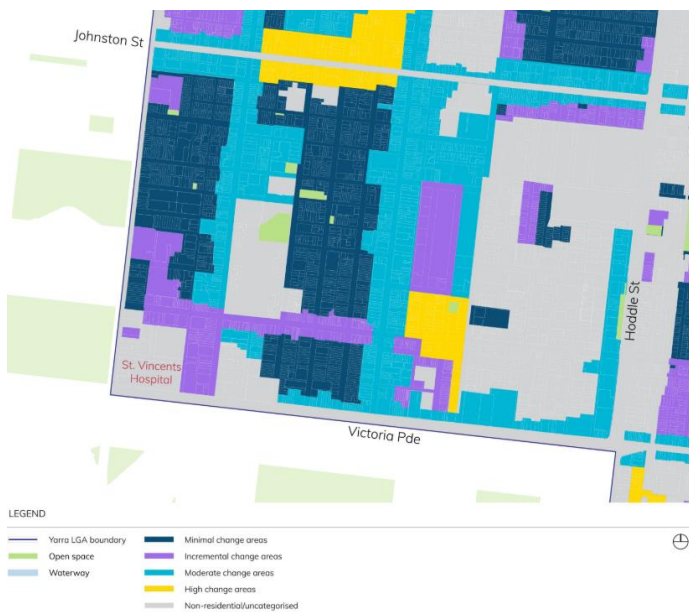 Johnston St
Hoddle St
St. Vincents
Hospital
Victoria Pde
LEGEND
Yarra LGA boundary
Open space
Waterway
Minimal change areas
Incremental change areas
Moderate change areas
High change areas
Non-residential/uncategorised